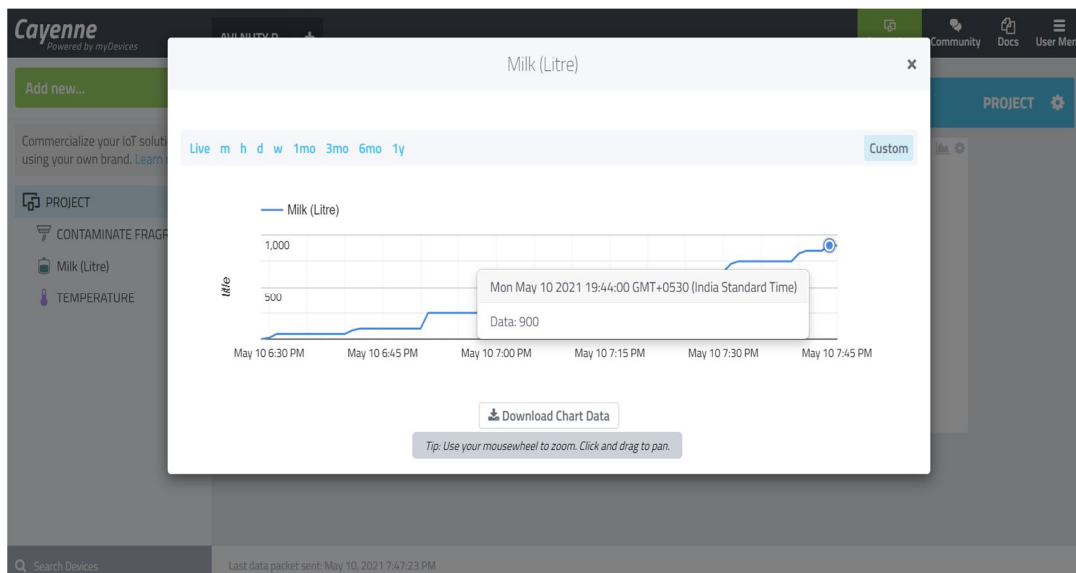 Cayenne
Powered by myDevices
Community
Docs
User Men
Add new...
PROJECT
Commercialize your IoT soluti
using your own brand. Learn
PROJECT
CONTAMINATE FRAGR
Milk (Litre)
TEMPERATURE
Milk (Litre)
×
Live m h d w 1mo 3mo 6mo 1y
Custom
Milk (Litre)
title
1,000
500
Mon May 10 2021 19:44:00 GMT+0530 (India Standard Time)
Data: 900
May 10 6:30 PM May 10 6:45 PM May 10 7:00 PM May 10 7:15 PM May 10 7:30 PM May 10 7:45 PM
Download Chart Data
Tip: Use your mousewheel to zoom. Click and drag to pan.
Search Devices
Last data packet sent: May 10, 2021 7:47:23 PM